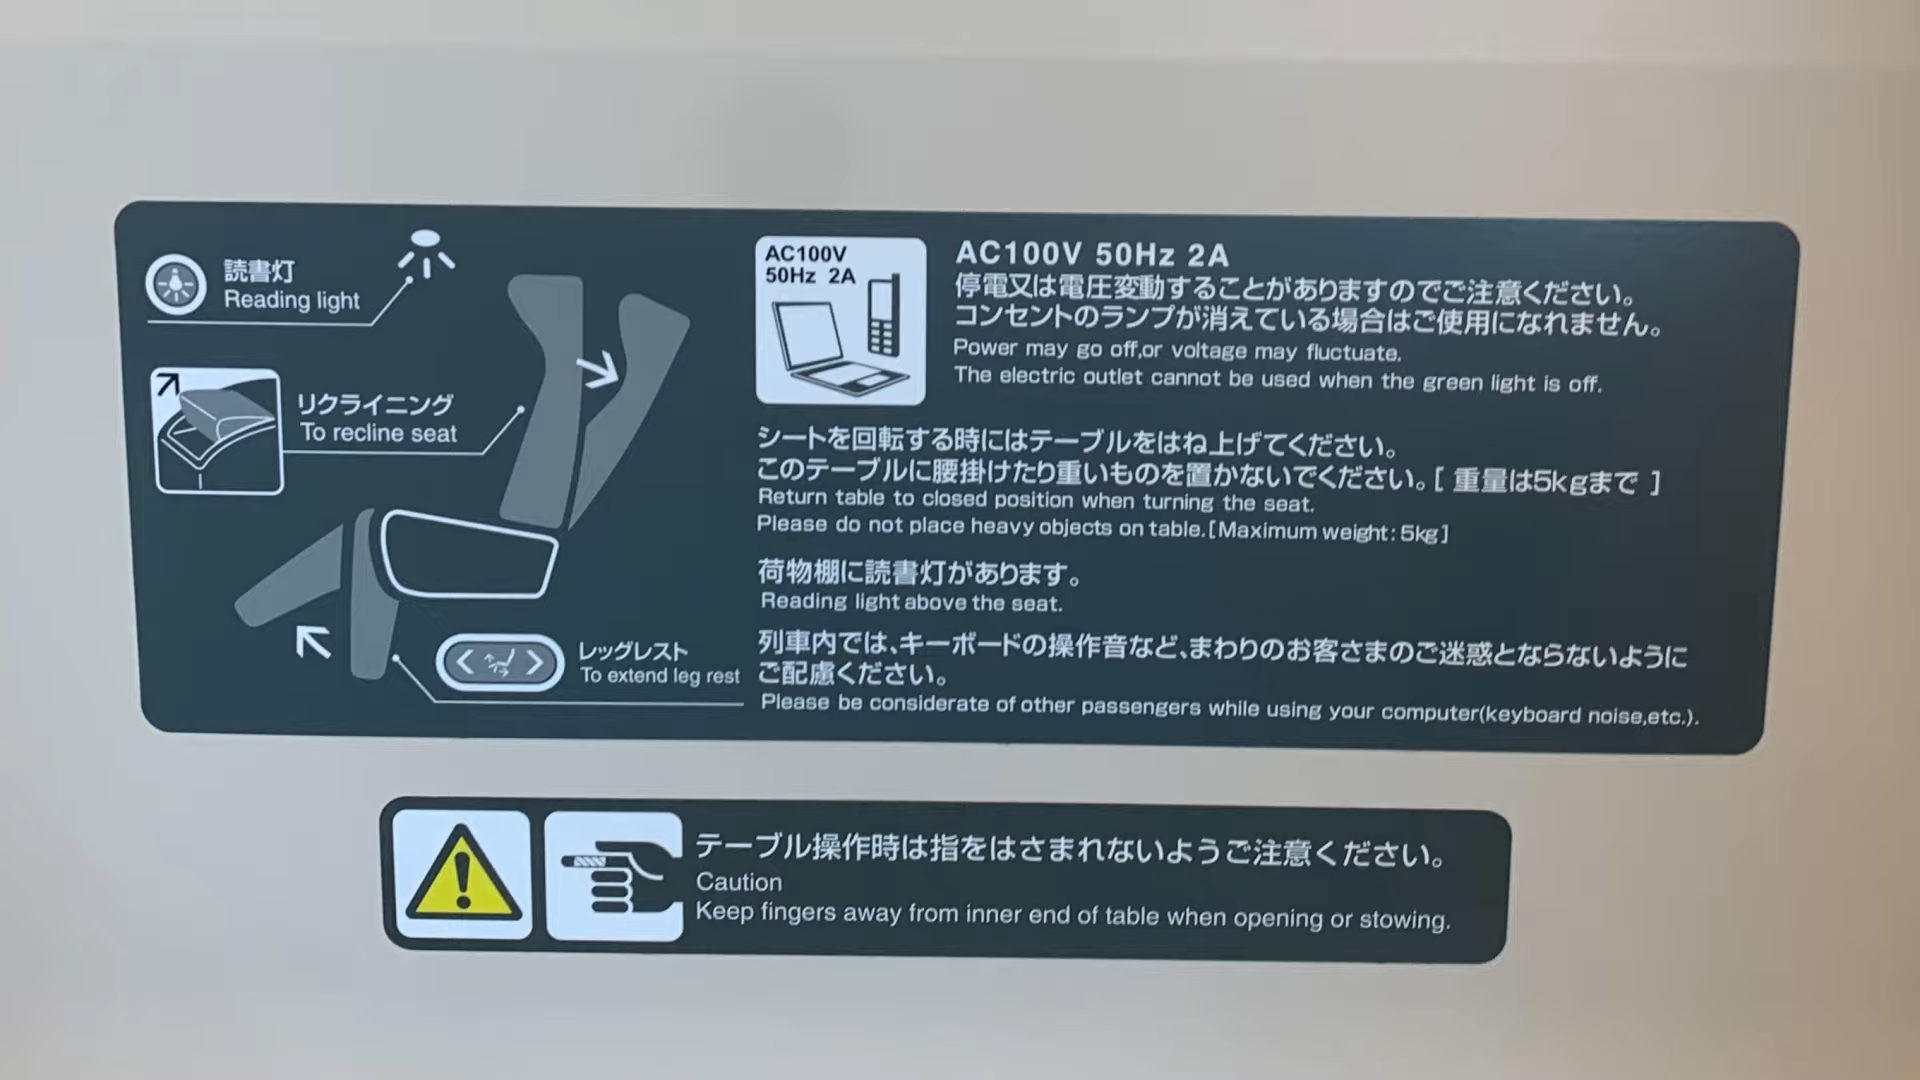 読書灯
Reading light
リクライニング
To recline seat
レッグレスト
To extend leg rest
AC100V
50Hz 2A
AC100V 50Hz 2A
停電又は電圧変動することがありますのでご注意ください。
コンセントのランプが消えている場合はご使用になれません。
Power may go off,or voltage may fluctuate.
The electric outlet cannot be used when the green light is off.
シートを回転する時にはテーブルをはね上げてください。
このテーブルに腰掛けたり重いものを置かないでください。[ 重量は5kgまで ]
Return table to closed position when turning the seat.
Please do not place heavy objects on table.[Maximum weight:5kg]
荷物棚に読書灯があります。
Reading light above the seat.
列車内では、キーボードの操作音など、まわりのお客さまのご迷惑とならないように
ご配慮ください。
Please be considerate of other passengers while using your computer(keyboard noise,etc.).
テーブル操作時は指をはさまれないようご注意ください。
Caution
Keep fingers away from inner end of table when opening or stowing.